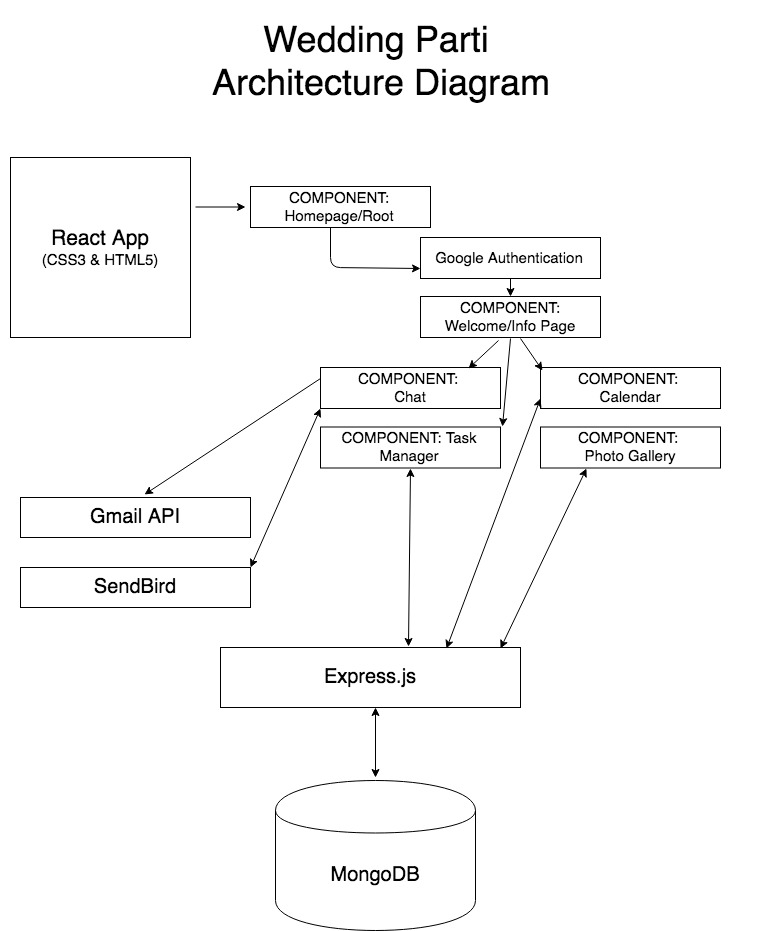 Wedding Parti
Architecture Diagram
React App
(CSS3 & HTML5)
COMPONENT:
Homepage/Root
Google Authentication
COMPONENT:
Welcome/Info Page
COMPONENT:
Chat
COMPONENT:
Calendar
COMPONENT: Task
Manager
COMPONENT:
Photo Gallery
Gmail API
SendBird
Express.js
MongoDB